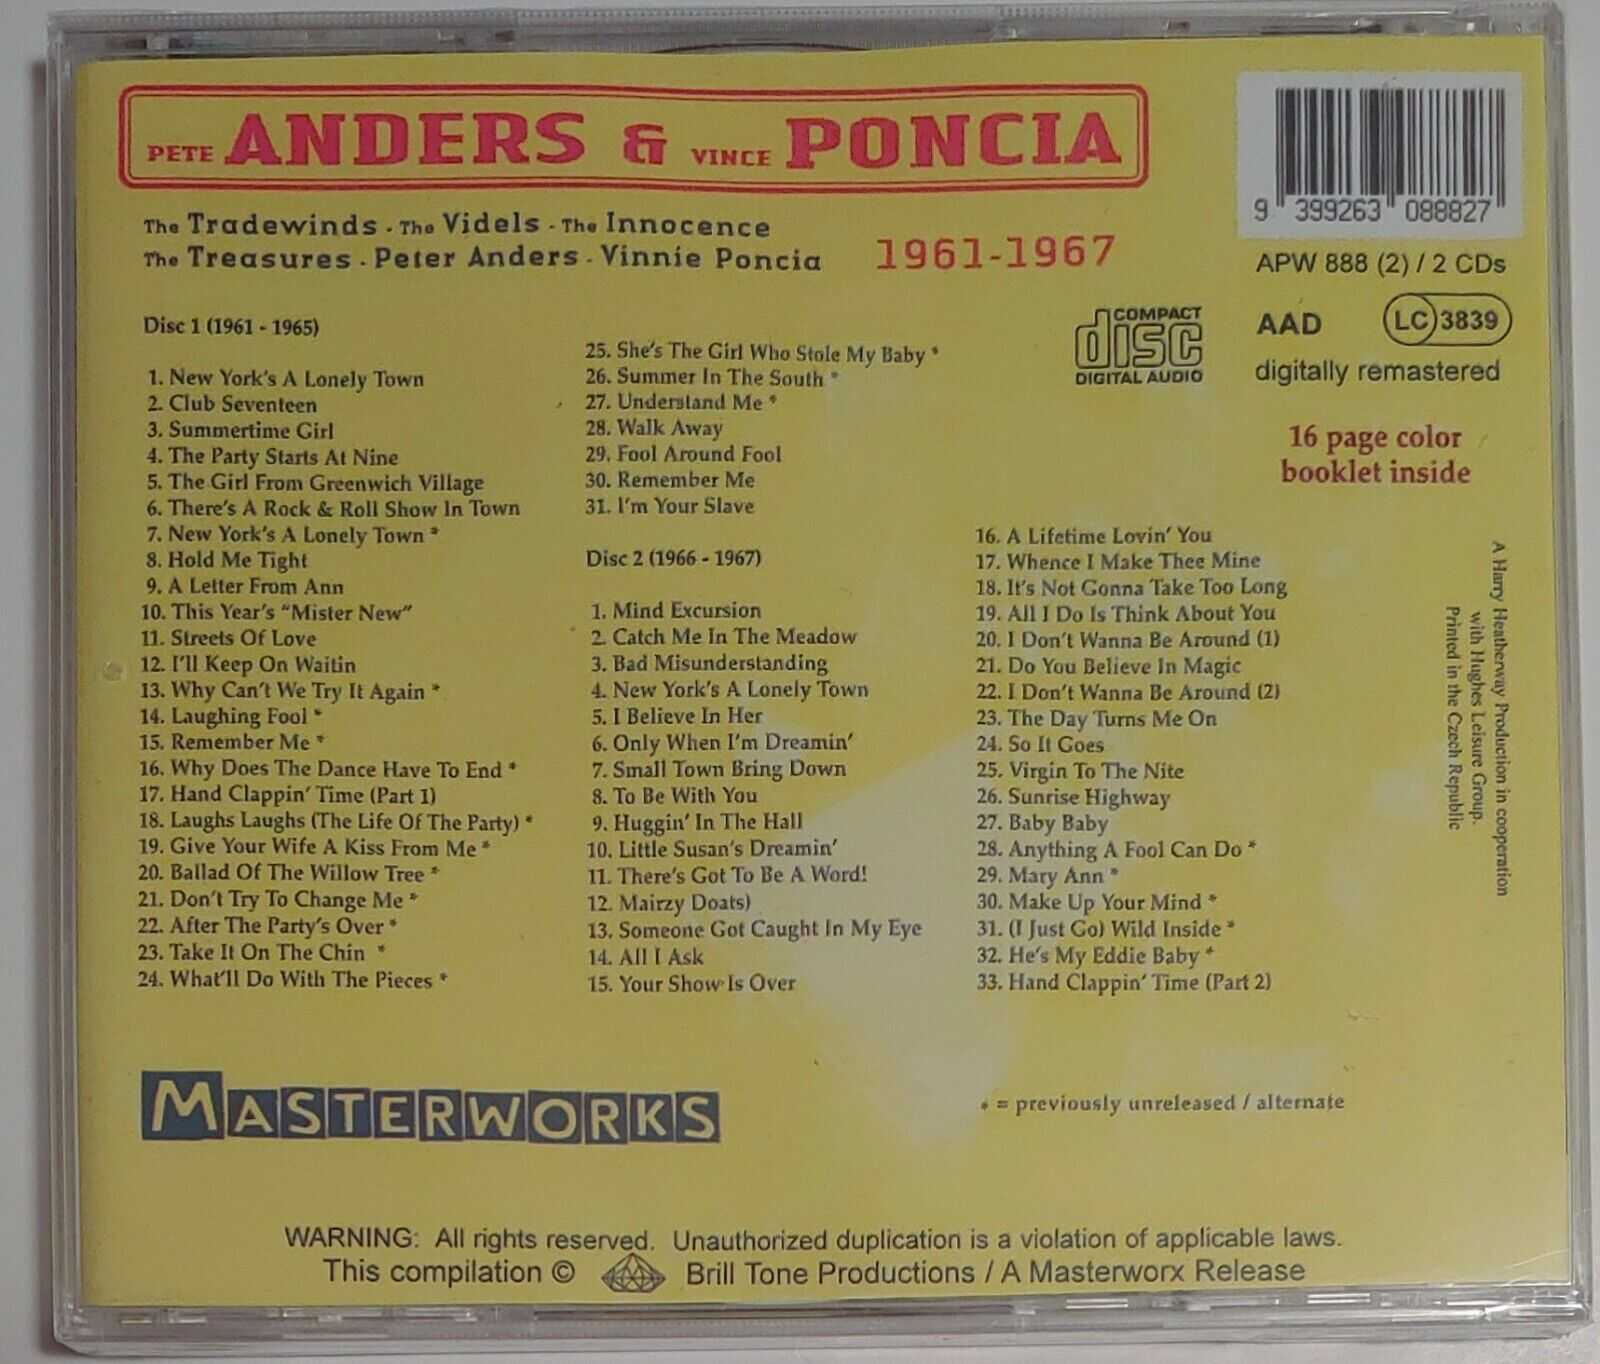 PETE ANDERS & VINCE PONCIA
The Tradewinds - The Videls - The Innocence
The Treasures - Peter Anders - Vinnie Poncia
1961-1967
9 399263 088827
APW 888 (2) / 2 CDs
COMPACT
disc
DIGITAL AUDIO
AAD
LC 3839
digitally remastered
16 page color
booklet inside
Disc 1 (1961 - 1965)
1. New York's A Lonely Town
2. Club Seventeen
3. Summertime Girl
4. The Party Starts At Nine
5. The Girl From Greenwich Village
6. There's A Rock & Roll Show In Town
7. New York's A Lonely Town *
8. Hold Me Tight
9. A Letter From Ann
10. This Year's "Mister New"
11. Streets Of Love
12. I'll Keep On Waitin
13. Why Can't We Try It Again *
14. Laughing Fool *
15. Remember Me *
16. Why Does The Dance Have To End *
17. Hand Clappin' Time (Part 1)
18. Laughs Laughs (The Life Of The Party) *
19. Give Your Wife A Kiss From Me *
20. Ballad Of The Willow Tree *
21. Don't Try To Change Me *
22. After The Party's Over *
23. Take It On The Chin *
24. What'll Do With The Pieces *
25. She's The Girl Who Stole My Baby *
26. Summer In The South *
27. Understand Me *
28. Walk Away
29. Fool Around Fool
30. Remember Me
31. I'm Your Slave
Disc 2 (1966 - 1967)
1. Mind Excursion
2. Catch Me In The Meadow
3. Bad Misunderstanding
4. New York's A Lonely Town
5. I Believe In Her
6. Only When I'm Dreamin'
7. Small Town Bring Down
8. To Be With You
9. Huggin' In The Hall
10. Little Susan's Dreamin'
11. There's Got To Be A Word!
12. Mairzy Doats)
13. Someone Got Caught In My Eye
14. All I Ask
15. Your Show Is Over
16. A Lifetime Lovin' You
17. Whence I Make Thee Mine
18. It's Not Gonna Take Too Long
19. All I Do Is Think About You
20. I Don't Wanna Be Around (1)
21. Do You Believe In Magic
22. I Don't Wanna Be Around (2)
23. The Day Turns Me On
24. So It Goes
25. Virgin To The Nite
26. Sunrise Highway
27. Baby Baby
28. Anything A Fool Can Do *
29. Mary Ann *
30. Make Up Your Mind *
31. (I Just Go) Wild Inside *
32. He's My Eddie Baby *
33. Hand Clappin' Time (Part 2)
A Harry Heatherway Production in cooperation
with Hughes Leisure Group.
Printed in the Czech Republic
MASTERWORKS
* = previously unreleased / alternate
WARNING: All rights reserved. Unauthorized duplication is a violation of applicable laws.
This compilation © Brill Tone Productions / A Masterworx Release